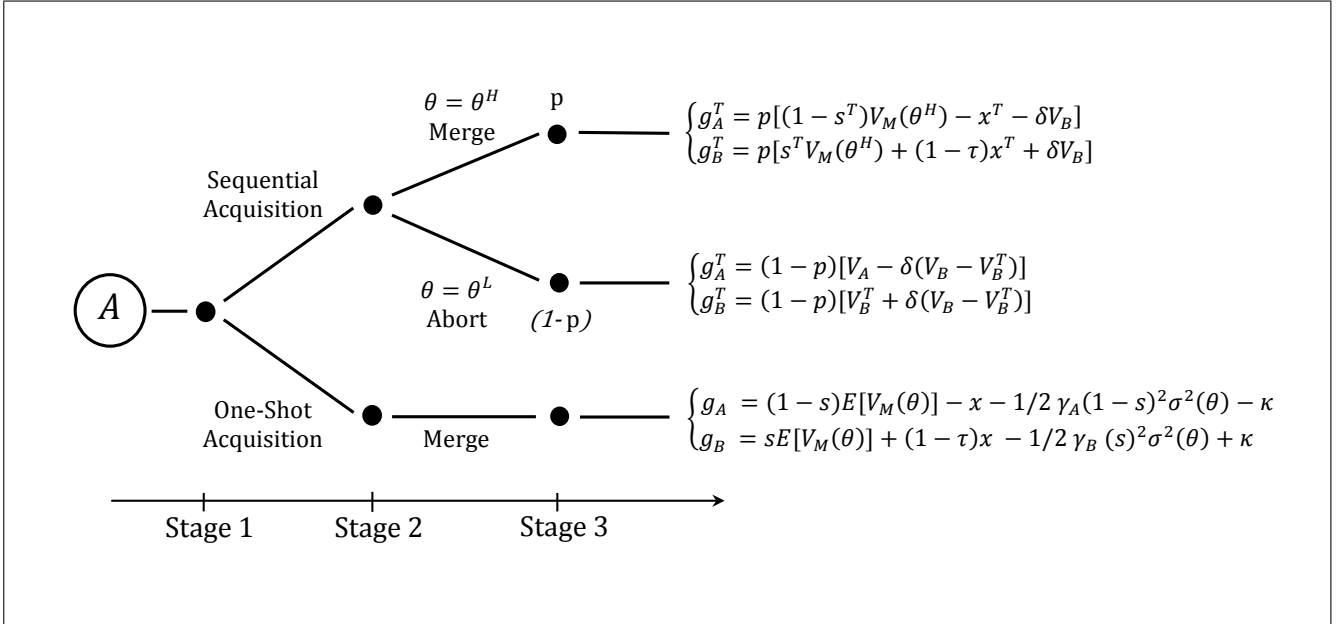 θ = θ^H
Merge
p
{g_A^T = p[(1 − s^T)V_M(θ^H) − x^T − δV_B]
g_B^T = p[s^T V_M(θ^H) + (1 − τ)x^T + δV_B]
Sequential
Acquisition
A
θ = θ^L
Abort
(1-p)
{g_A^T = (1 − p)[V_A − δ(V_B − V_B^T)]
g_B^T = (1 − p)[V_B^T + δ(V_B − V_B^T)]
One-Shot
Acquisition
Merge
{g_A = (1 − s)E[V_M(θ)] − x − 1/2 γ_A(1 − s)^2σ^2(θ) − κ
g_B = sE[V_M(θ)] + (1 − τ)x − 1/2 γ_B (s)^2σ^2(θ) + κ
Stage 1
Stage 2
Stage 3